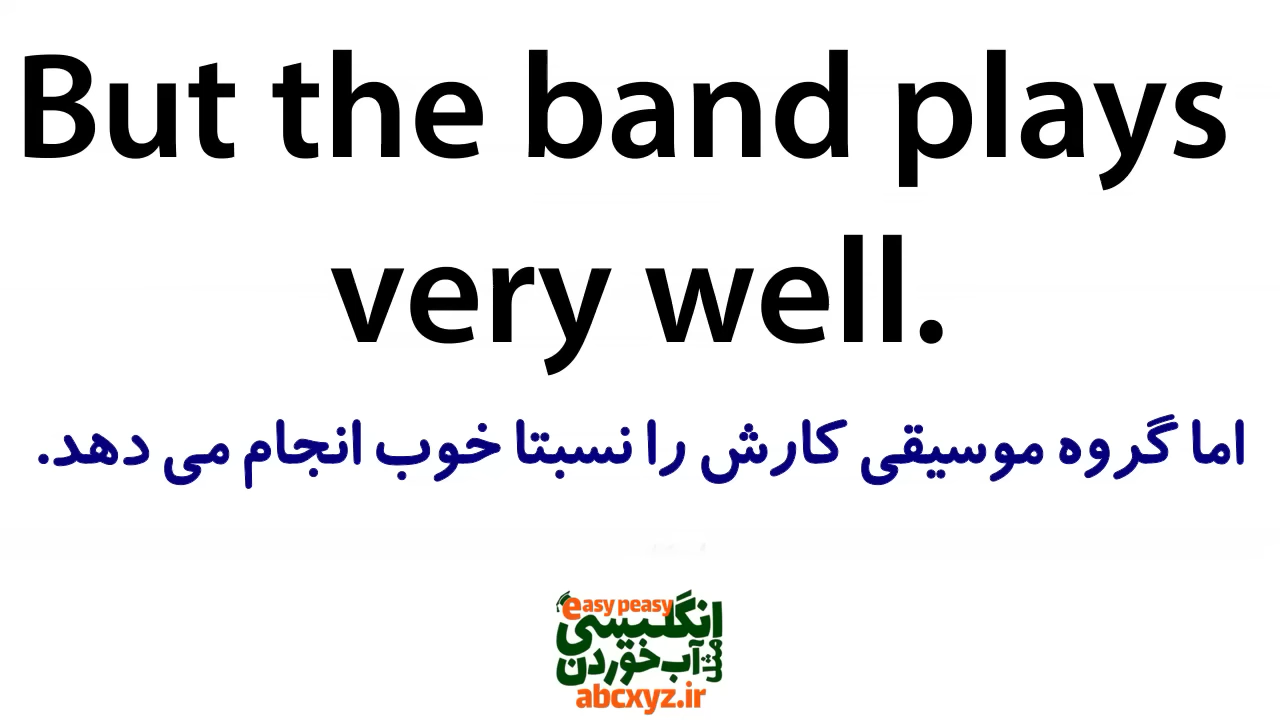 But the band plays
very well.
اما گروه موسیقی کارش را نسبتا خوب انجام می دهد.
easy peasy
انگلیسی
مثل آب خوردن
abcxyz.ir